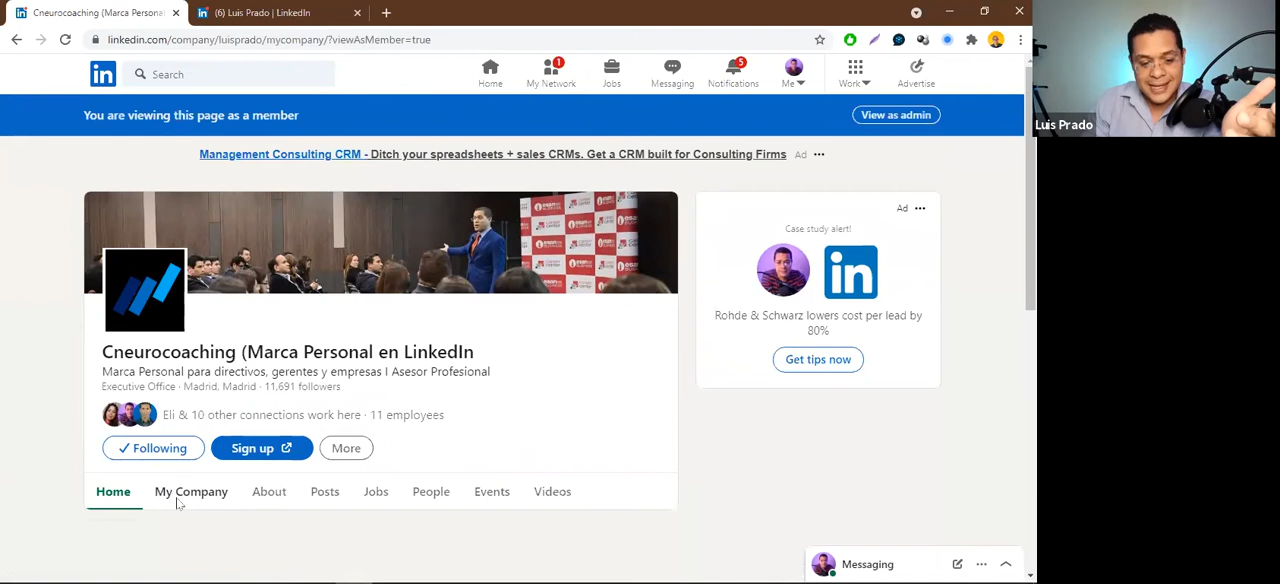 Cneurocoaching (Marca Personal
(6) Luis Prado | LinkedIn
linkedin.com/company/luisprado/mycompany/?viewAsMember=true
in
Search
1
5
Home
My Network
Jobs
Messaging
Notifications
Me
Work
Advertise
Luis Prado
You are viewing this page as a member
View as admin
Management Consulting CRM - Ditch your spreadsheets + sales CRMs. Get a CRM built for Consulting Firms
Ad
Ad
Case study alert!
in
Rohde & Schwarz lowers cost per lead by
80%
Get tips now
Cneurocoaching (Marca Personal en LinkedIn
Marca Personal para directivos, gerentes y empresas I Asesor Profesional
Executive Office · Madrid, Madrid · 11,691 followers
Eli & 10 other connections work here · 11 employees
Following
Sign up
More
Home
My Company
About
Posts
Jobs
People
Events
Videos
Messaging